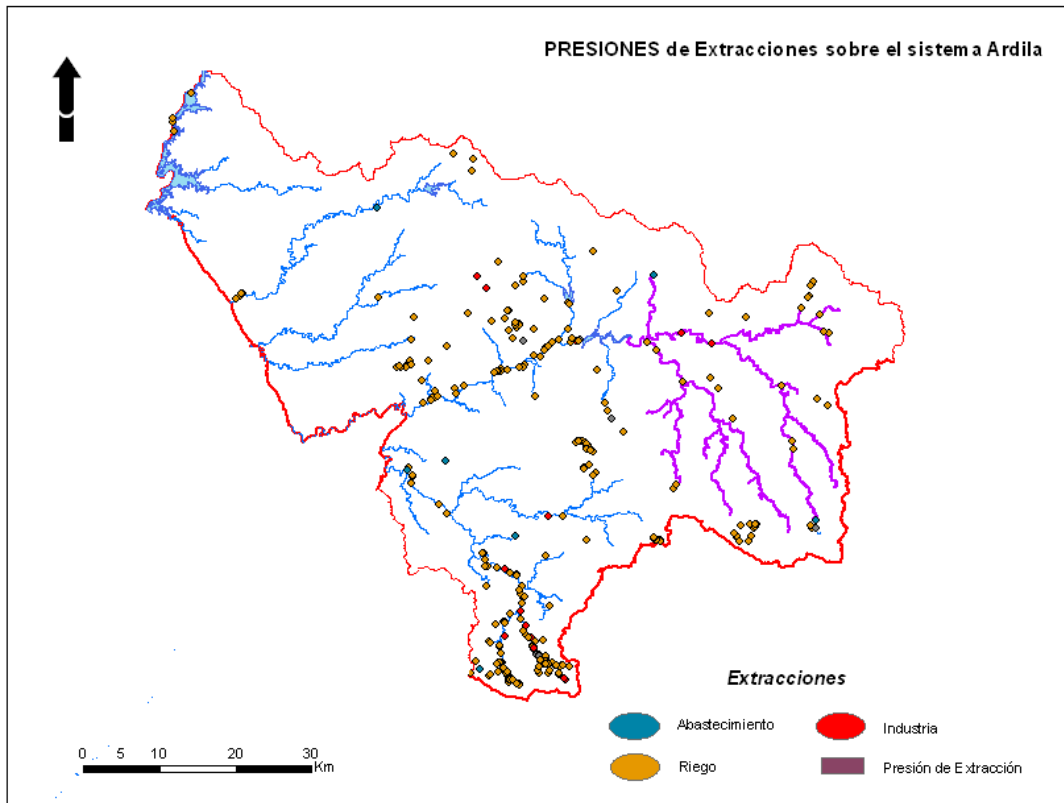 PRESIONES de Extracciones sobre el sistema Ardila
Extracciones
Abastecimiento
Industria
Riego
Presión de Extracción
0 5 10 20 30
Km